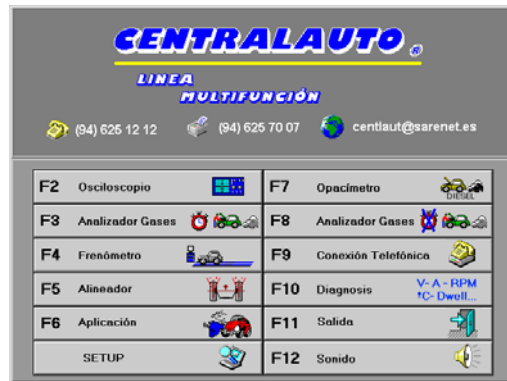 CENTRALAUTO ®
LINEA
MULTIFUNCIÓN
(94) 625 12 12 (94) 625 70 07 centlaut@sarenet.es
F2 Osciloscopio F7 Opacímetro DIESEL
F3 Analizador Gases F8 Analizador Gases
F4 Frenómetro F9 Conexión Telefónica
F5 Alineador F10 Diagnosis V- A - RPM
ºC- Dwell...
F6 Aplicación F11 Salida
SETUP F12 Sonido